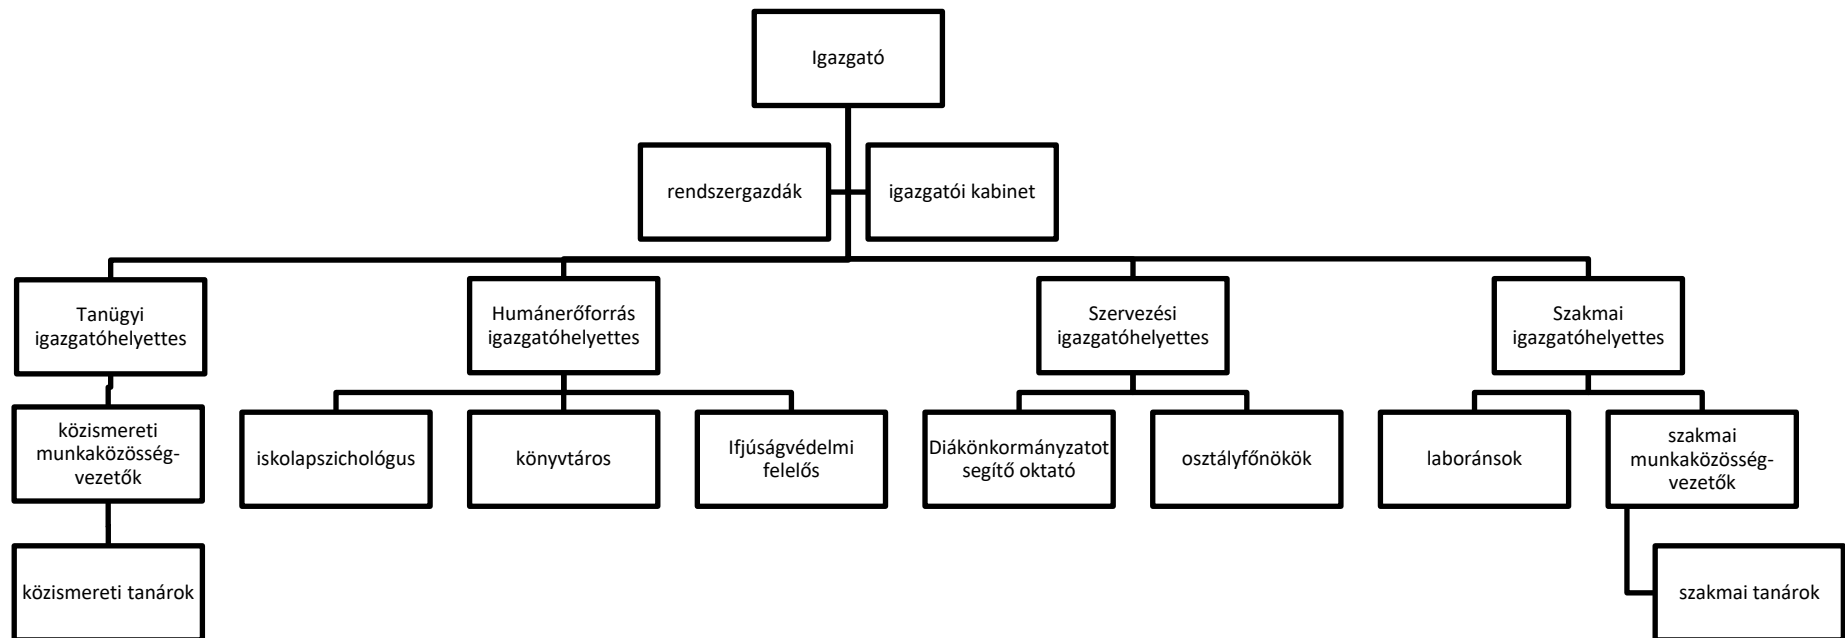 Igazgató
rendszergazdák
igazgatói kabinet
Tanügyi
igazgatóhelyettes
Humánerőforrás
igazgatóhelyettes
Szervezési
igazgatóhelyettes
Szakmai
igazgatóhelyettes
közismereti
munkaközösség-
vezetők
iskolapszichológus
könyvtáros
Ifjúságvédelmi
felelős
Diákönkormányzatot
segítő oktató
osztályfőnökök
laboránsok
szakmai
munkaközösség-
vezetők
közismereti tanárok
szakmai tanárok